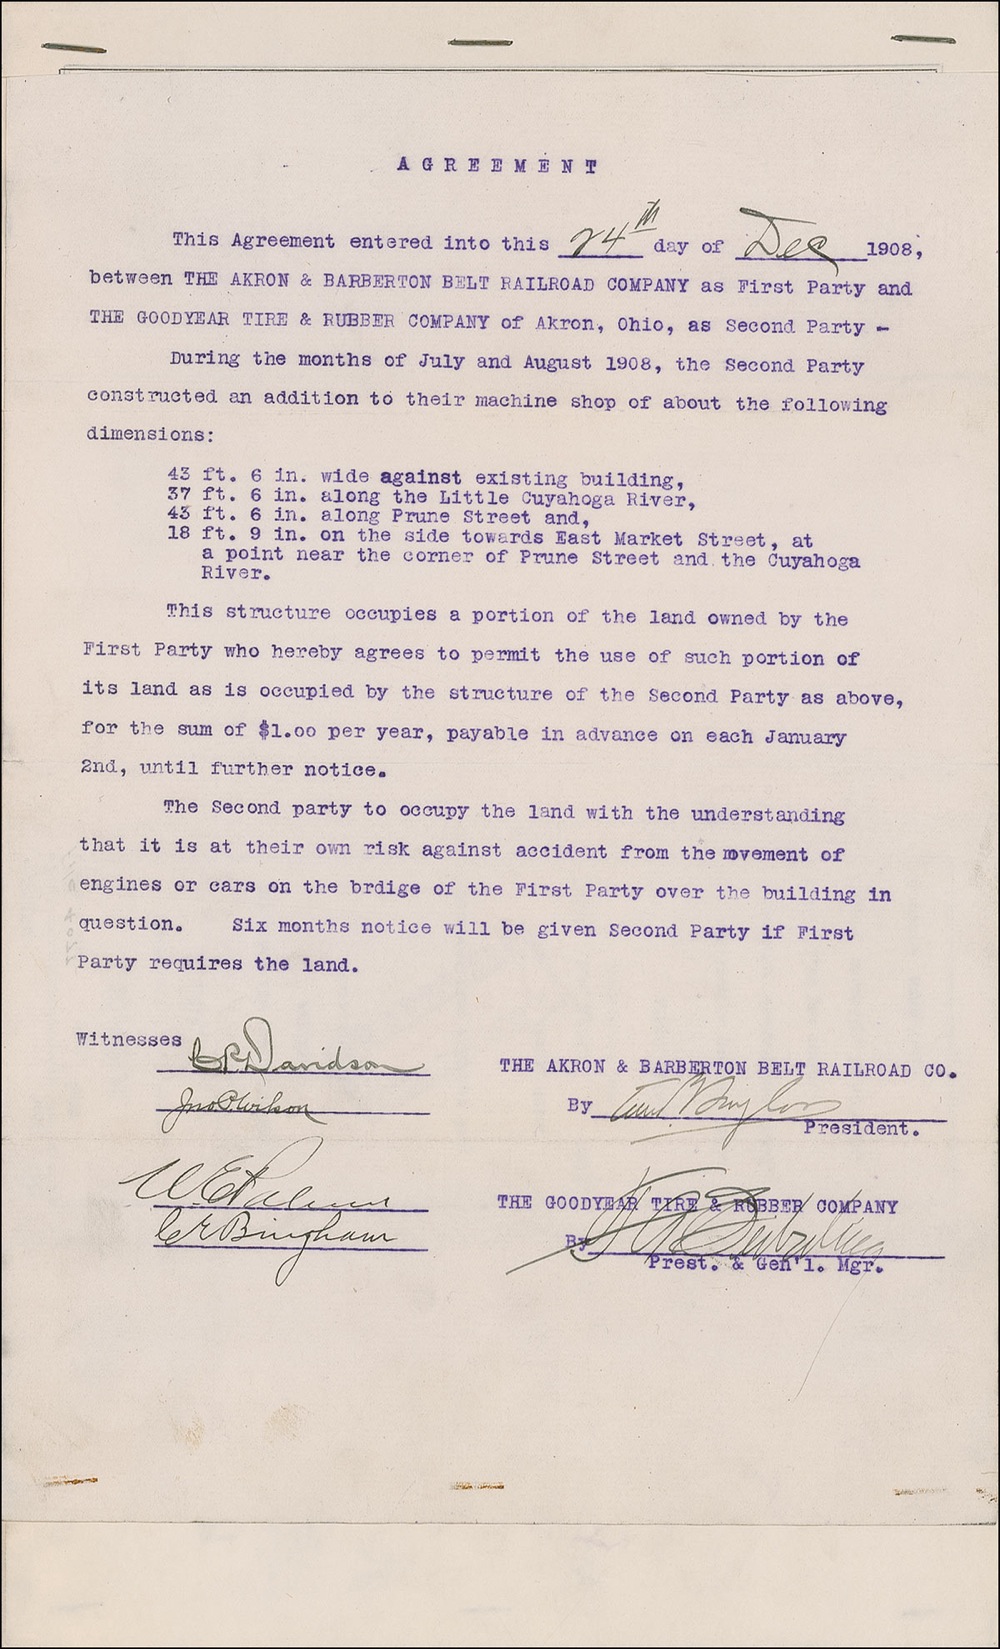 AGREEMENT
This Agreement entered into this 24th day of Dec 1908,
between THE AKRON & BARBERTON BELT RAILROAD COMPANY as First Party and
THE GOODYEAR TIRE & RUBBER COMPANY of Akron, Ohio, as Second Party -
During the months of July and August 1908, the Second Party
constructed an addition to their machine shop of about the following
dimensions:
43 ft. 6 in. wide against existing building,
37 ft. 6 in. along the Little Cuyahoga River,
43 ft. 6 in. along Prune Street and,
18 ft. 9 in. on the side towards East Market Street, at
a point near the corner of Prune Street and the Cuyahoga
River.
This structure occupies a portion of the land owned by the
First Party who hereby agrees to permit the use of such portion of
its land as is occupied by the structure of the Second Party as above,
for the sum of $1.00 per year, payable in advance on each January
2nd, until further notice.
The Second party to occupy the land with the understanding
that it is at their own risk against accident from the movement of
engines or cars on the brdige of the First Party over the building in
question. Six months notice will be given Second Party if First
Party requires the land.
Witnesses
Davidson
Jno P. Wilson
THE AKRON & BARBERTON BELT RAILROAD CO.
By
President.
W E Palmer
C E Bingham
THE GOODYEAR TIRE & RUBBER COMPANY
By
Prest. & Gen'l. Mgr.